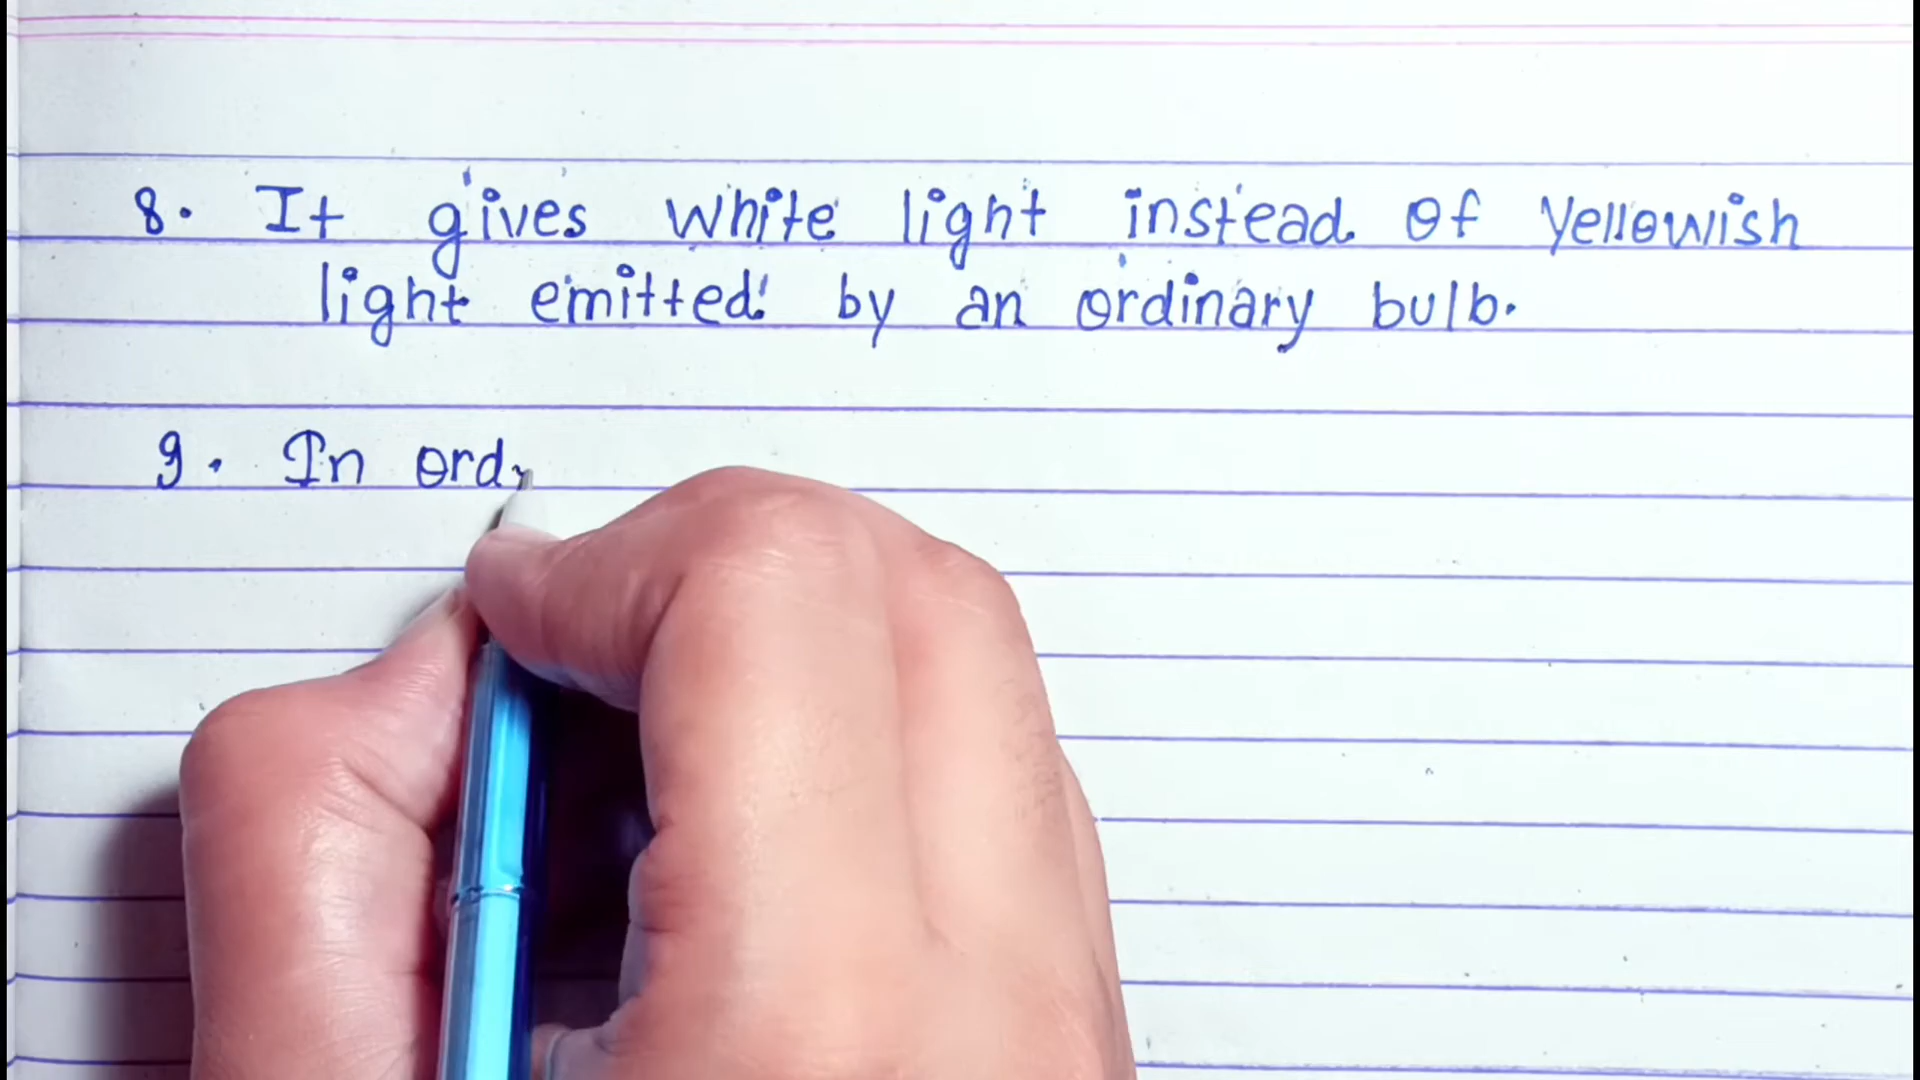 8. It gives white light instead of yellowish
light emitted by an ordinary bulb.
9. In ord